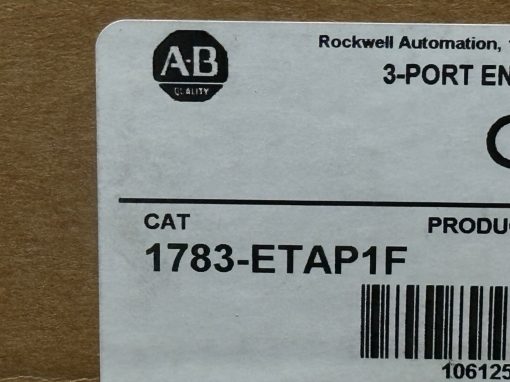 A-B
QUALITY
Rockwell Automation,
3-PORT EN
CAT
PRODUC
1783-ETAP1F
106125